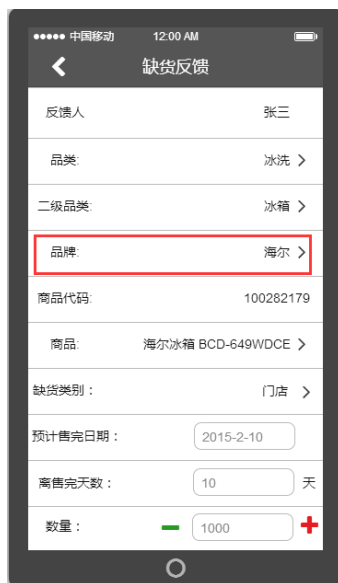 中国移动 12:00 AM
缺货反馈
反馈人 张三
品类: 冰洗
二级品类: 冰箱
品牌: 海尔
商品代码: 100282179
商品: 海尔冰箱 BCD-649WDCE
缺货类别： 门店
预计售完日期： 2015-2-10
离售完天数： 10 天
数量： 1000